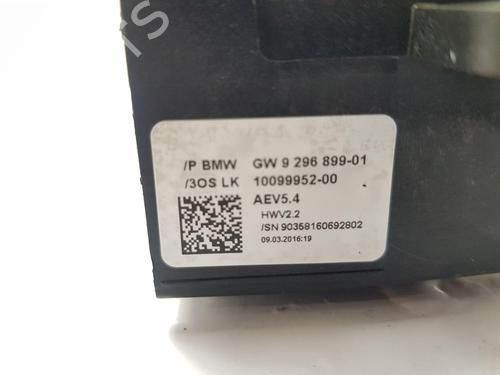 /P BMW GW 9 296 899-01
/3OS LK 10099952-00
AEV5.4
HWV2.2
/SN 90358160692802
09.03.2016:19